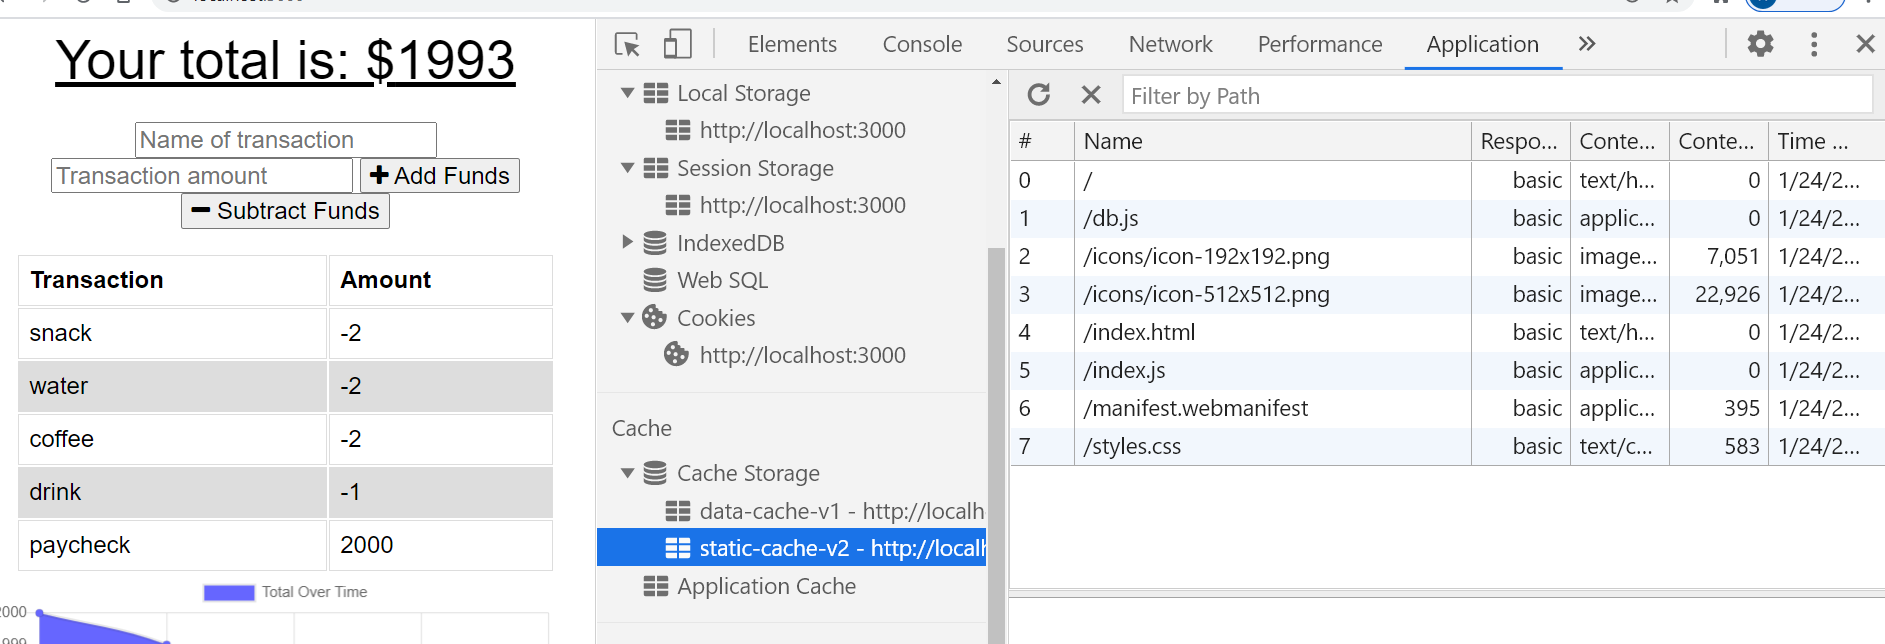 Your total is: $1993
Name of transaction
Transaction amount
Add Funds
Subtract Funds
Transaction Amount
snack -2
water -2
coffee -2
drink -1
paycheck 2000
Total Over Time
Elements Console Sources Network Performance Application
Local Storage
http://localhost:3000
Session Storage
http://localhost:3000
IndexedDB
Web SQL
Cookies
http://localhost:3000
Cache
Cache Storage
data-cache-v1 - http://localh
static-cache-v2 - http://local
Application Cache
Filter by Path
# Name Respo... Conte... Conte... Time ...
0 / basic text/h... 0 1/24/2...
1 /db.js basic applic... 0 1/24/2...
2 /icons/icon-192x192.png basic image... 7,051 1/24/2...
3 /icons/icon-512x512.png basic image... 22,926 1/24/2...
4 /index.html basic text/h... 0 1/24/2...
5 /index.js basic applic... 0 1/24/2...
6 /manifest.webmanifest basic applic... 395 1/24/2...
7 /styles.css basic text/c... 583 1/24/2...